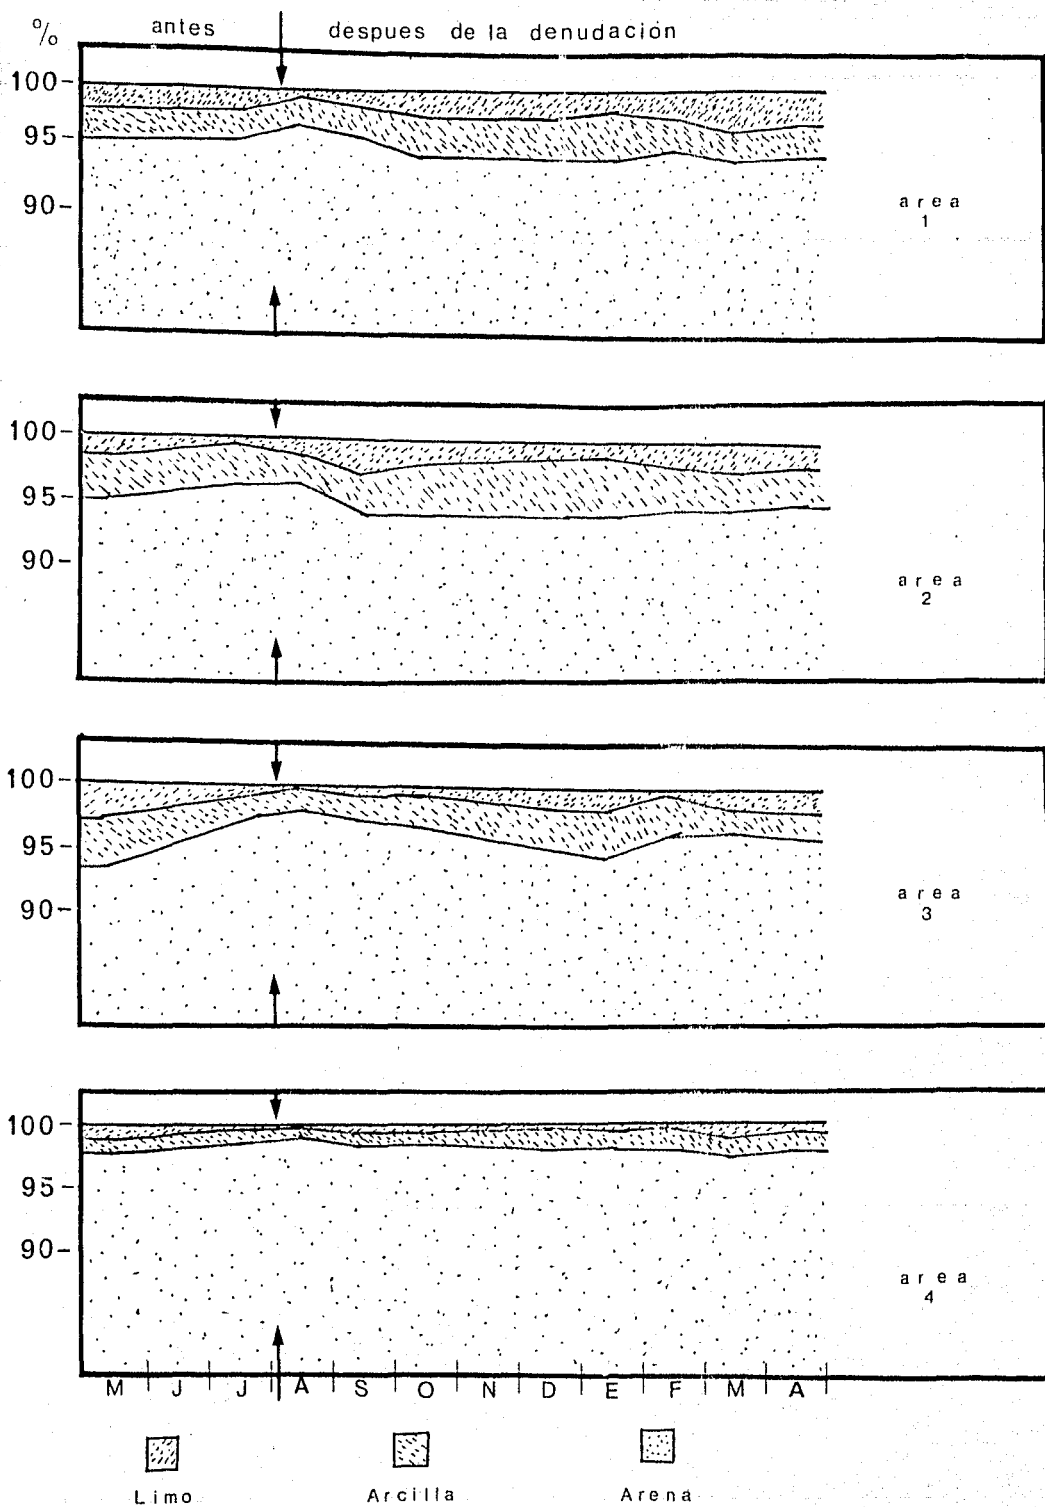 % antes despues de la denudación
100-
95-
90-
area
1
100-
95-
90-
area
2
100-
95-
90-
area
3
100-
95-
90-
area
4
M J J A S O N D E F M A
Limo Arcilla Arena